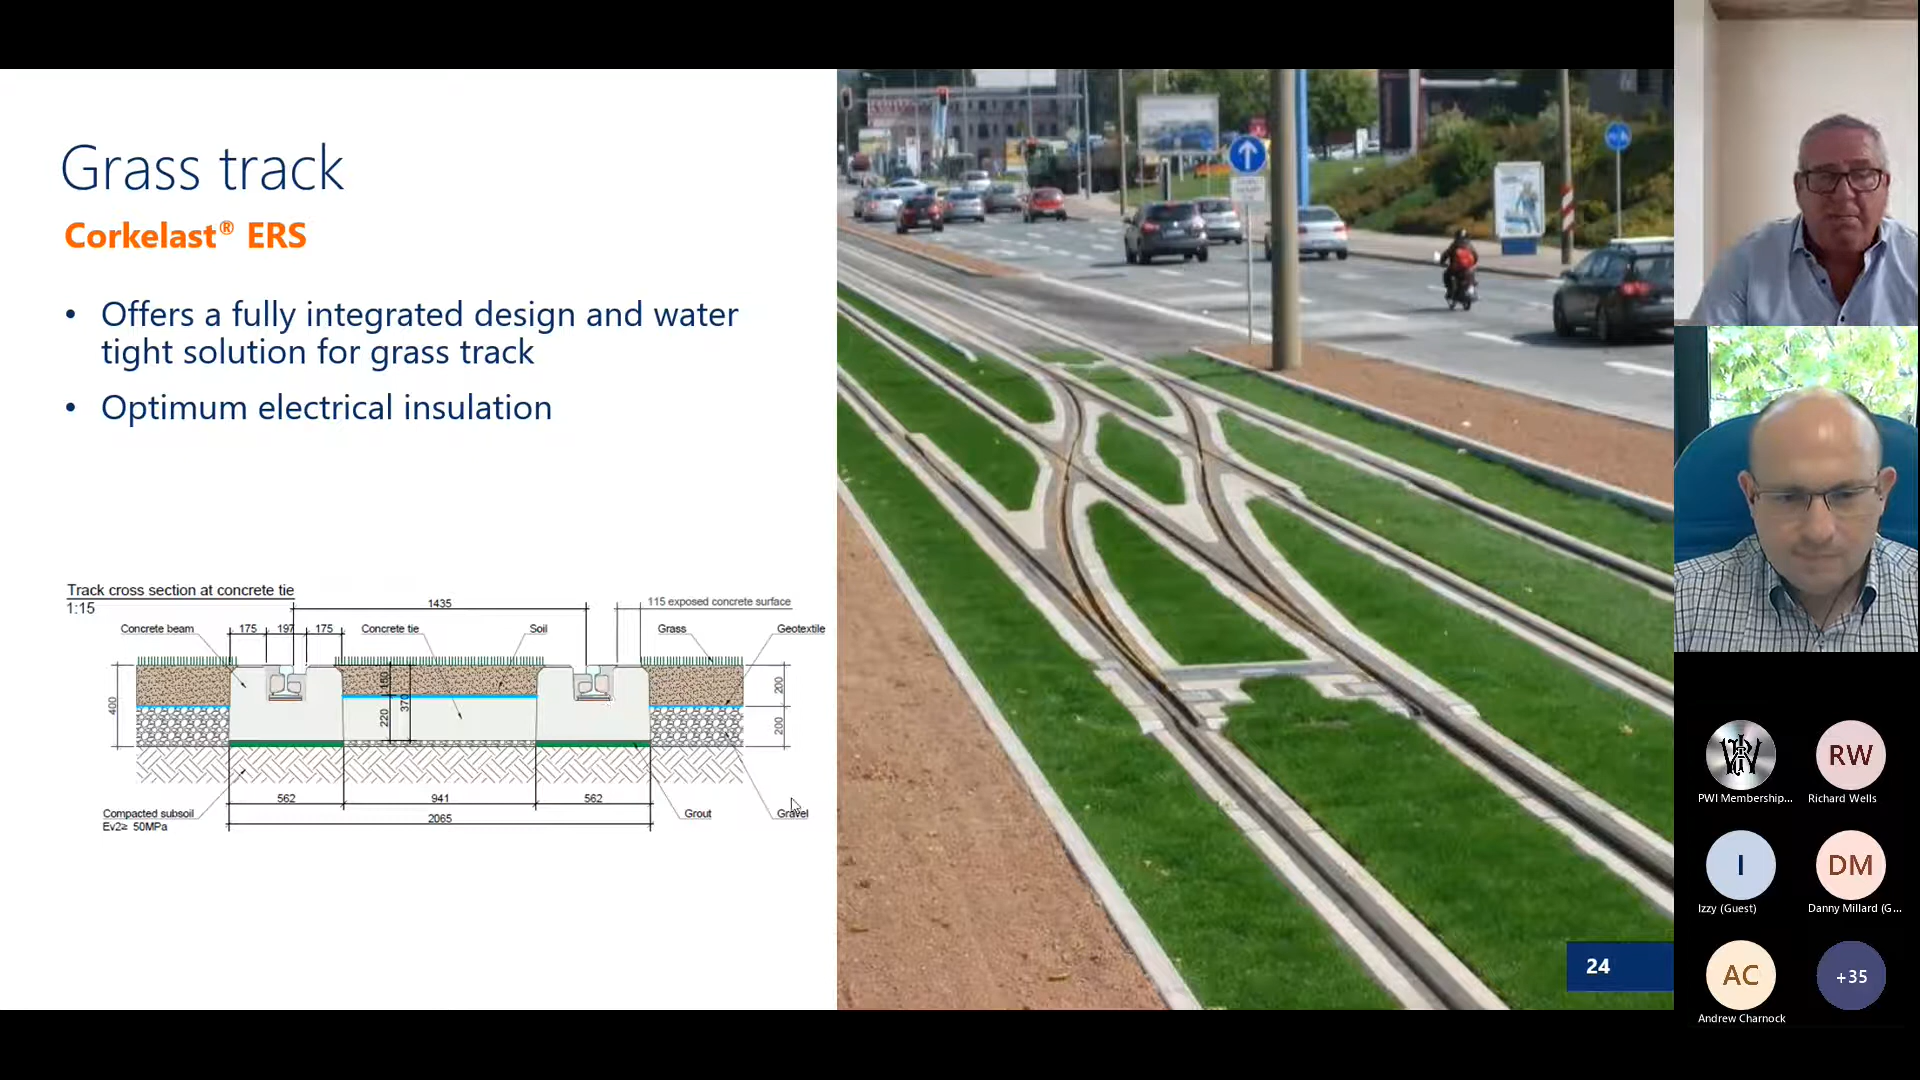 Grass track
Corkelast® ERS
• Offers a fully integrated design and water
tight solution for grass track
• Optimum electrical insulation
Track cross section at concrete tie
1:15
1435
115 exposed concrete surface
Concrete beam
175
197
175
Concrete tie
Soil
Grass
Geotextile
400
150
220
370
200
200
562
941
562
2065
Compacted subsoil
Ev2≥ 50MPa
Grout
Gravel
24
PWI Membership...
RW
Richard Wells
I
Izzy (Guest)
DM
Danny Millard (G...
AC
Andrew Charnock
+35